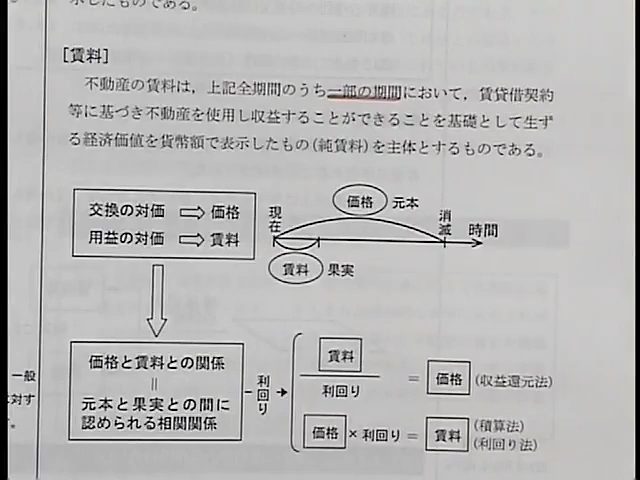 示したものである。
[賃料]
不動産の賃料は，上記全期間のうち一部の期間において，賃貸借契約
等に基づき不動産を使用し収益することができることを基礎として生ず
る経済価値を貨幣額で表示したもの(純賃料)を主体とするものである。
交換の対価 ⇨ 価格
用益の対価 ⇨ 賃料
現在
価格 元本
消滅
時間
賃料 果実
価格と賃料との関係
＝
元本と果実との間に
認められる相関関係
利回り
賃料
利回り
＝ 価格 (収益還元法)
価格 × 利回り ＝ 賃料 (積算法)
(利回り法)
一般
対す
。